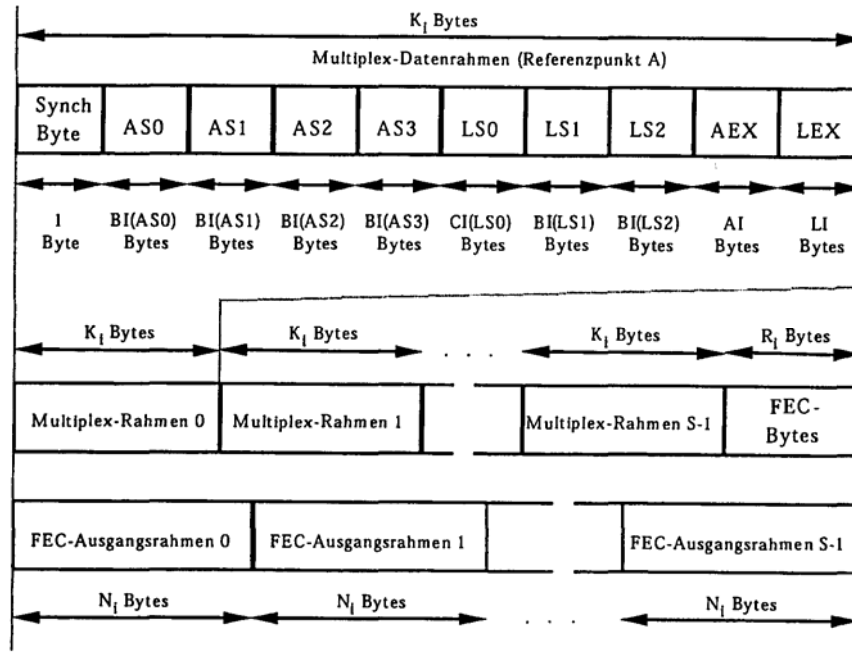 K_i Bytes
Multiplex-Datenrahmen (Referenzpunkt A)
Synch Byte AS0 AS1 AS2 AS3 LS0 LS1 LS2 AEX LEX
1 BI(AS0) BI(AS1) BI(AS2) BI(AS3) CI(LS0) BI(LS1) BI(LS2) AI LI
Byte Bytes Bytes Bytes Bytes Bytes Bytes Bytes Bytes Bytes
K_i Bytes K_i Bytes . . . K_i Bytes R_i Bytes
Multiplex-Rahmen 0 Multiplex-Rahmen 1 Multiplex-Rahmen S-1 FEC-Bytes
FEC-Ausgangsrahmen 0 FEC-Ausgangsrahmen 1 FEC-Ausgangsrahmen S-1
N_i Bytes N_i Bytes . . . N_i Bytes